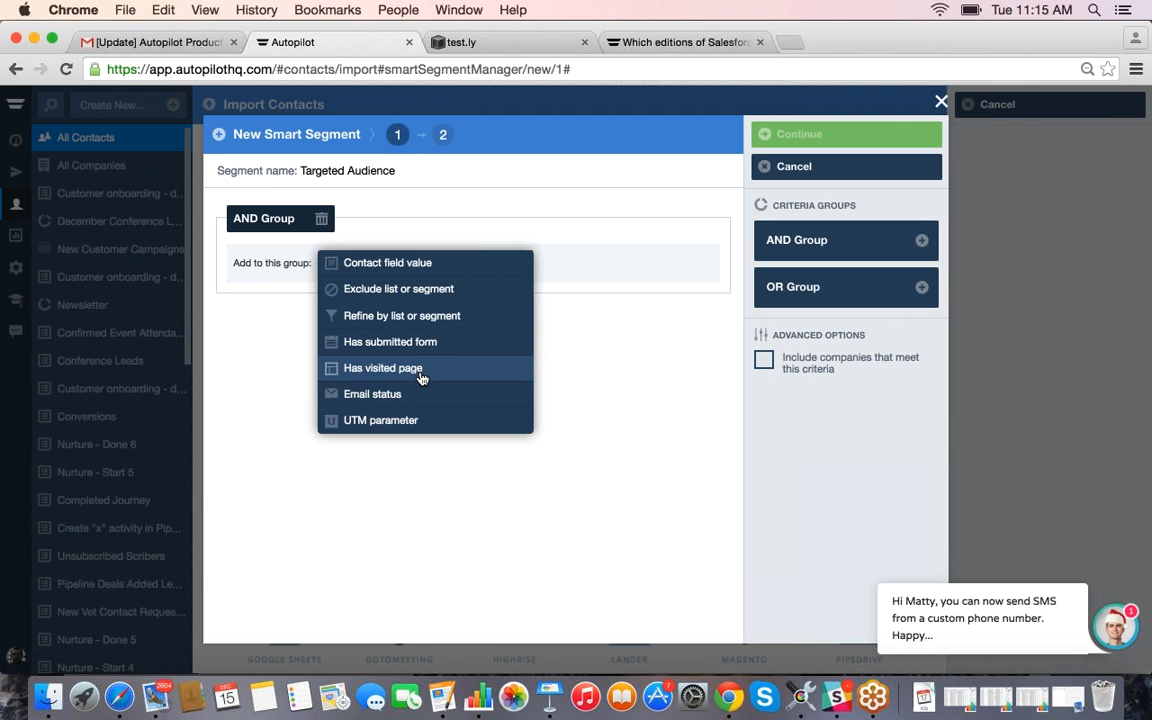 Chrome File Edit View History Bookmarks People Window Help
Tue 11:15 AM
[Update] Autopilot Produc
Autopilot
test.ly
Which editions of Salesforc
https://app.autopilothq.com/#contacts/import#smartSegmentManager/new/1#
Create New...
Import Contacts
Cancel
All Contacts
All Companies
Customer onboarding - d...
December Conference L...
New Customer Campaigns
Customer onboarding - d...
Newsletter
Confirmed Event Attenda...
Conference Leads
Customer onboarding - d...
Conversions
Nurture - Done 6
Nurture - Start 5
Completed Journey
Create "x" activity in Pip...
Unsubscribed Scribers
Pipeline Deals Added Le...
New Vet Contact Reques...
Nurture - Done 5
Nurture - Start 4
New Smart Segment 1 2
Segment name: Targeted Audience
AND Group
Add to this group:
Contact field value
Exclude list or segment
Refine by list or segment
Has submitted form
Has visited page
Email status
UTM parameter
Continue
Cancel
CRITERIA GROUPS
AND Group
OR Group
ADVANCED OPTIONS
Include companies that meet
this criteria
Hi Matty, you can now send SMS
from a custom phone number.
Happy...
1
GOOGLE SHEETS GOTOMEETING HIGHRISE LANDER MAGENTO PIPEDRIVE
2604
DEC
15
7